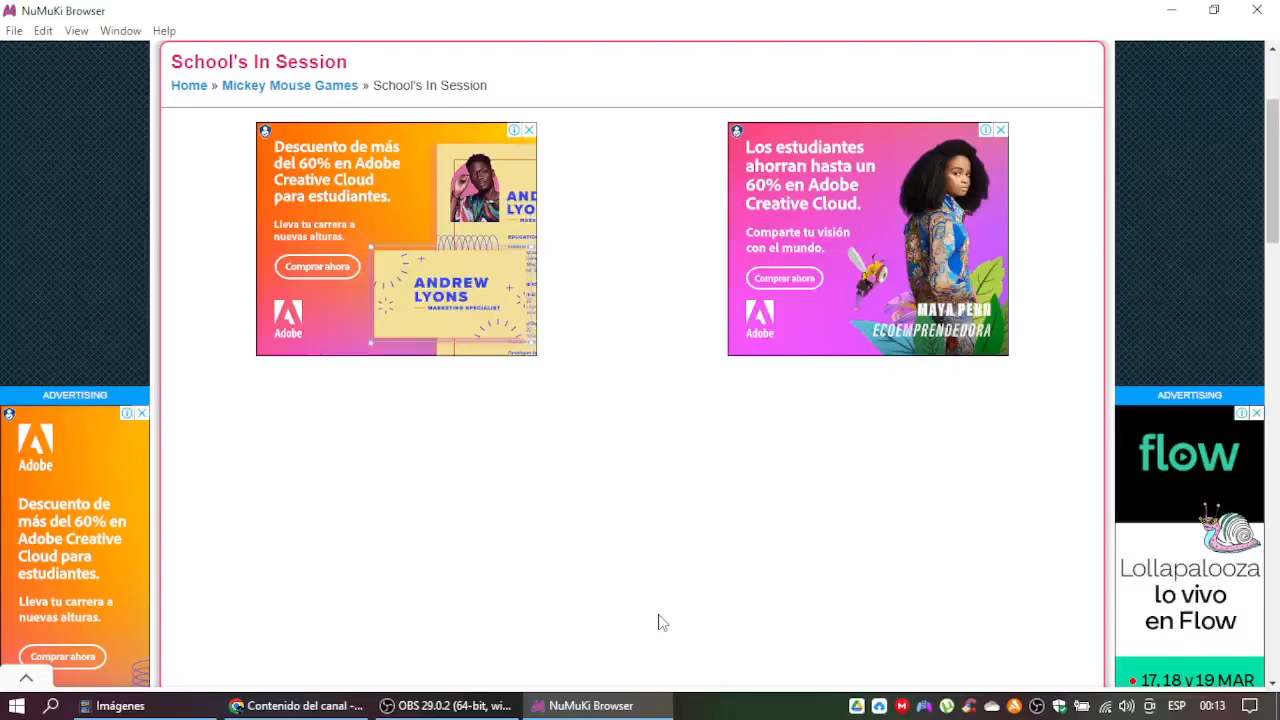 NuMuKi Browser
File Edit View Window Help
School's In Session
Home » Mickey Mouse Games » School's In Session
Descuento de más
del 60% en Adobe
Creative Cloud
para estudiantes.
Lleva tu carrera a
nuevas alturas.
Comprar ahora
Adobe
ANDREW
LYONS
MARKETING SPECIALIST
Los estudiantes
ahorran hasta un
60% en Adobe
Creative Cloud.
Comparte tu visión
con el mundo.
Comprar ahora
Adobe
MAYA PENN
ECOEMPRENDEDORA
ADVERTISING
Adobe
Descuento de
más del 60% en
Adobe Creative
Cloud para
estudiantes.
Lleva tu carrera a
nuevas alturas.
Comprar ahora
ADVERTISING
flow
Lollapalooza
lo vivo
en Flow
17, 18 y 19 MAR
Imágenes
Contenido del canal -...
OBS 29.0.2 (64-bit, wi...
NuMuKi Browser
ESP
00:13